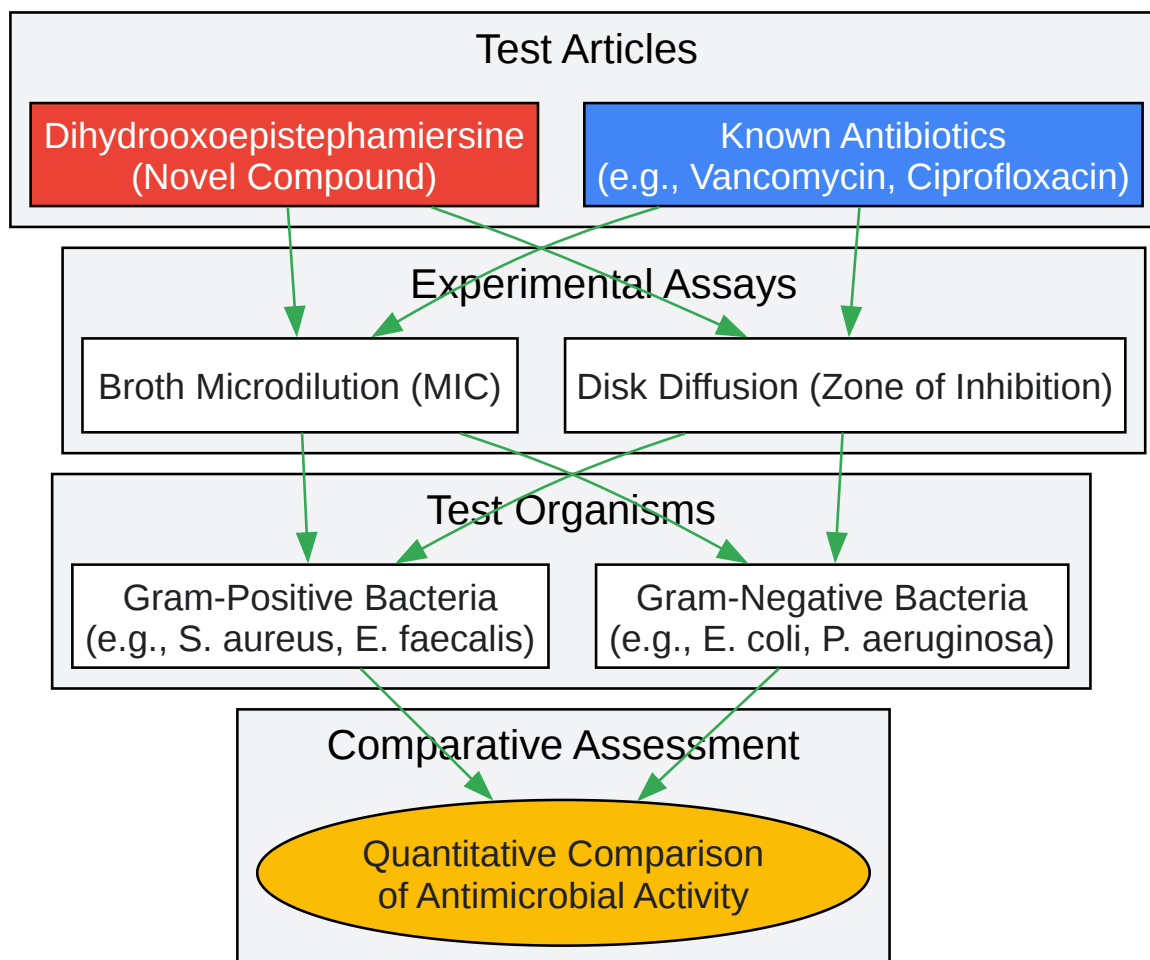 Test Articles
Dihydrooxoepistephamiersine
(Novel Compound)
Known Antibiotics
(e.g., Vancomycin, Ciprofloxacin)
Experimental Assays
Broth Microdilution (MIC)
Disk Diffusion (Zone of Inhibition)
Test Organisms
Gram-Positive Bacteria
(e.g., S. aureus, E. faecalis)
Gram-Negative Bacteria
(e.g., E. coli, P. aeruginosa)
Comparative Assessment
Quantitative Comparison
of Antimicrobial Activity